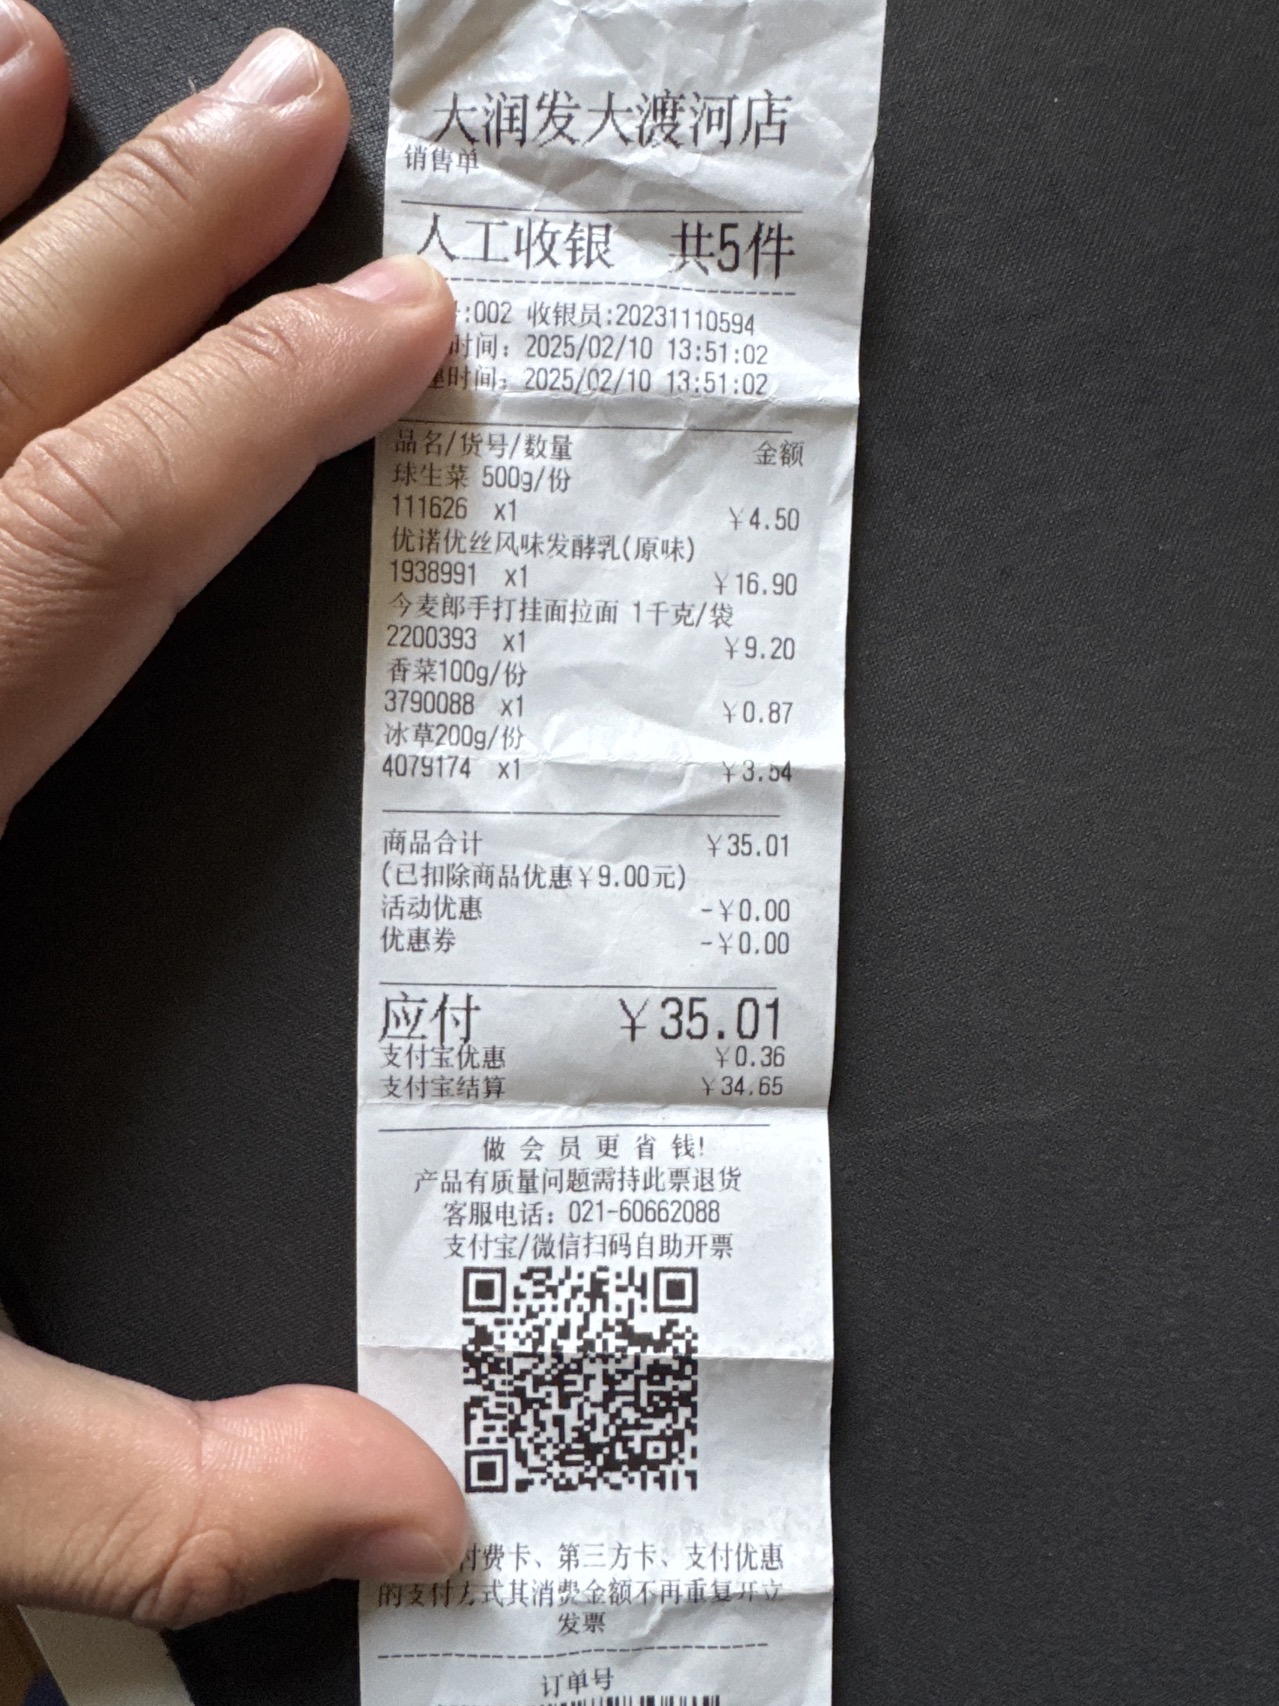 大润发大渡河店
销售单
人工收银 共5件
:002 收银员:20231110594
时间：2025/02/10 13:51:02
时间：2025/02/10 13:51:02
品名/货号/数量 金额
球生菜 500g/份
111626 x1 ￥4.50
优诺优丝风味发酵乳(原味)
1938991 x1 ￥16.90
今麦郎手打挂面拉面 1千克/袋
2200393 x1 ￥9.20
香菜100g/份
3790088 x1 ￥0.87
冰草200g/份
4079174 x1 ￥3.54
商品合计 ￥35.01
(已扣除商品优惠￥9.00元)
活动优惠 -￥0.00
优惠券 -￥0.00
应付 ￥35.01
支付宝优惠 ￥0.36
支付宝结算 ￥34.65
做会员更省钱!
产品有质量问题需持此票退货
客服电话：021-60662088
支付宝/微信扫码自助开票
付费卡、第三方卡、支付优惠
的支付方式其消费金额不再重复开立
发票
订单号